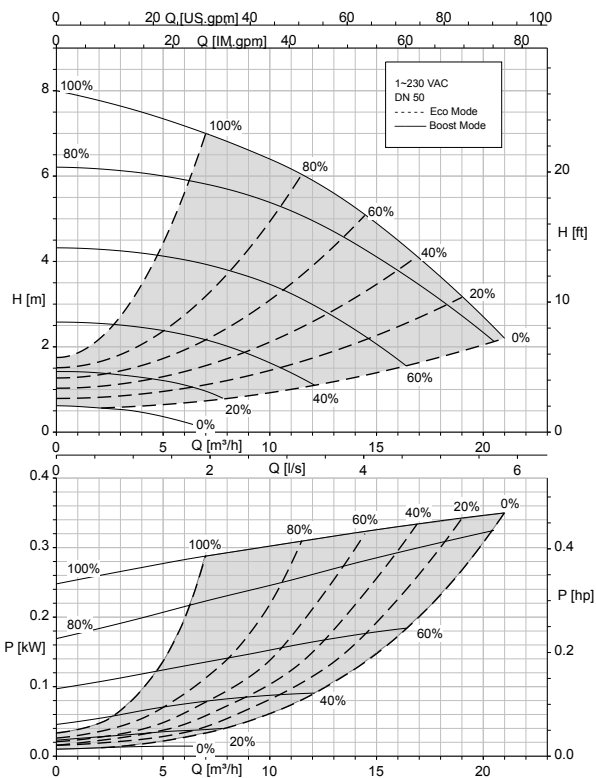 0 20 Q [US.gpm] 40 60 80 100
0 20 Q [IM.gpm] 40 60 80
1~230 VAC
DN 50
Eco Mode
Boost Mode
8
100%
100%
80%
80%
6
20
60%
H [ft]
40%
4
H [m]
20%
10
0%
2
60%
40%
20%
0%
0
0
5 10 15 20
Q [m³/h]
0 2 Q [l/s] 4 6
0.4
0%
20%
40%
60%
80%
100%
0.3
0.4
100%
P [hp]
80%
0.2
60%
P [kW]
0.2
0.1
40%
20%
0%
0.0
0.0
0 5 10 15 20
Q [m³/h]